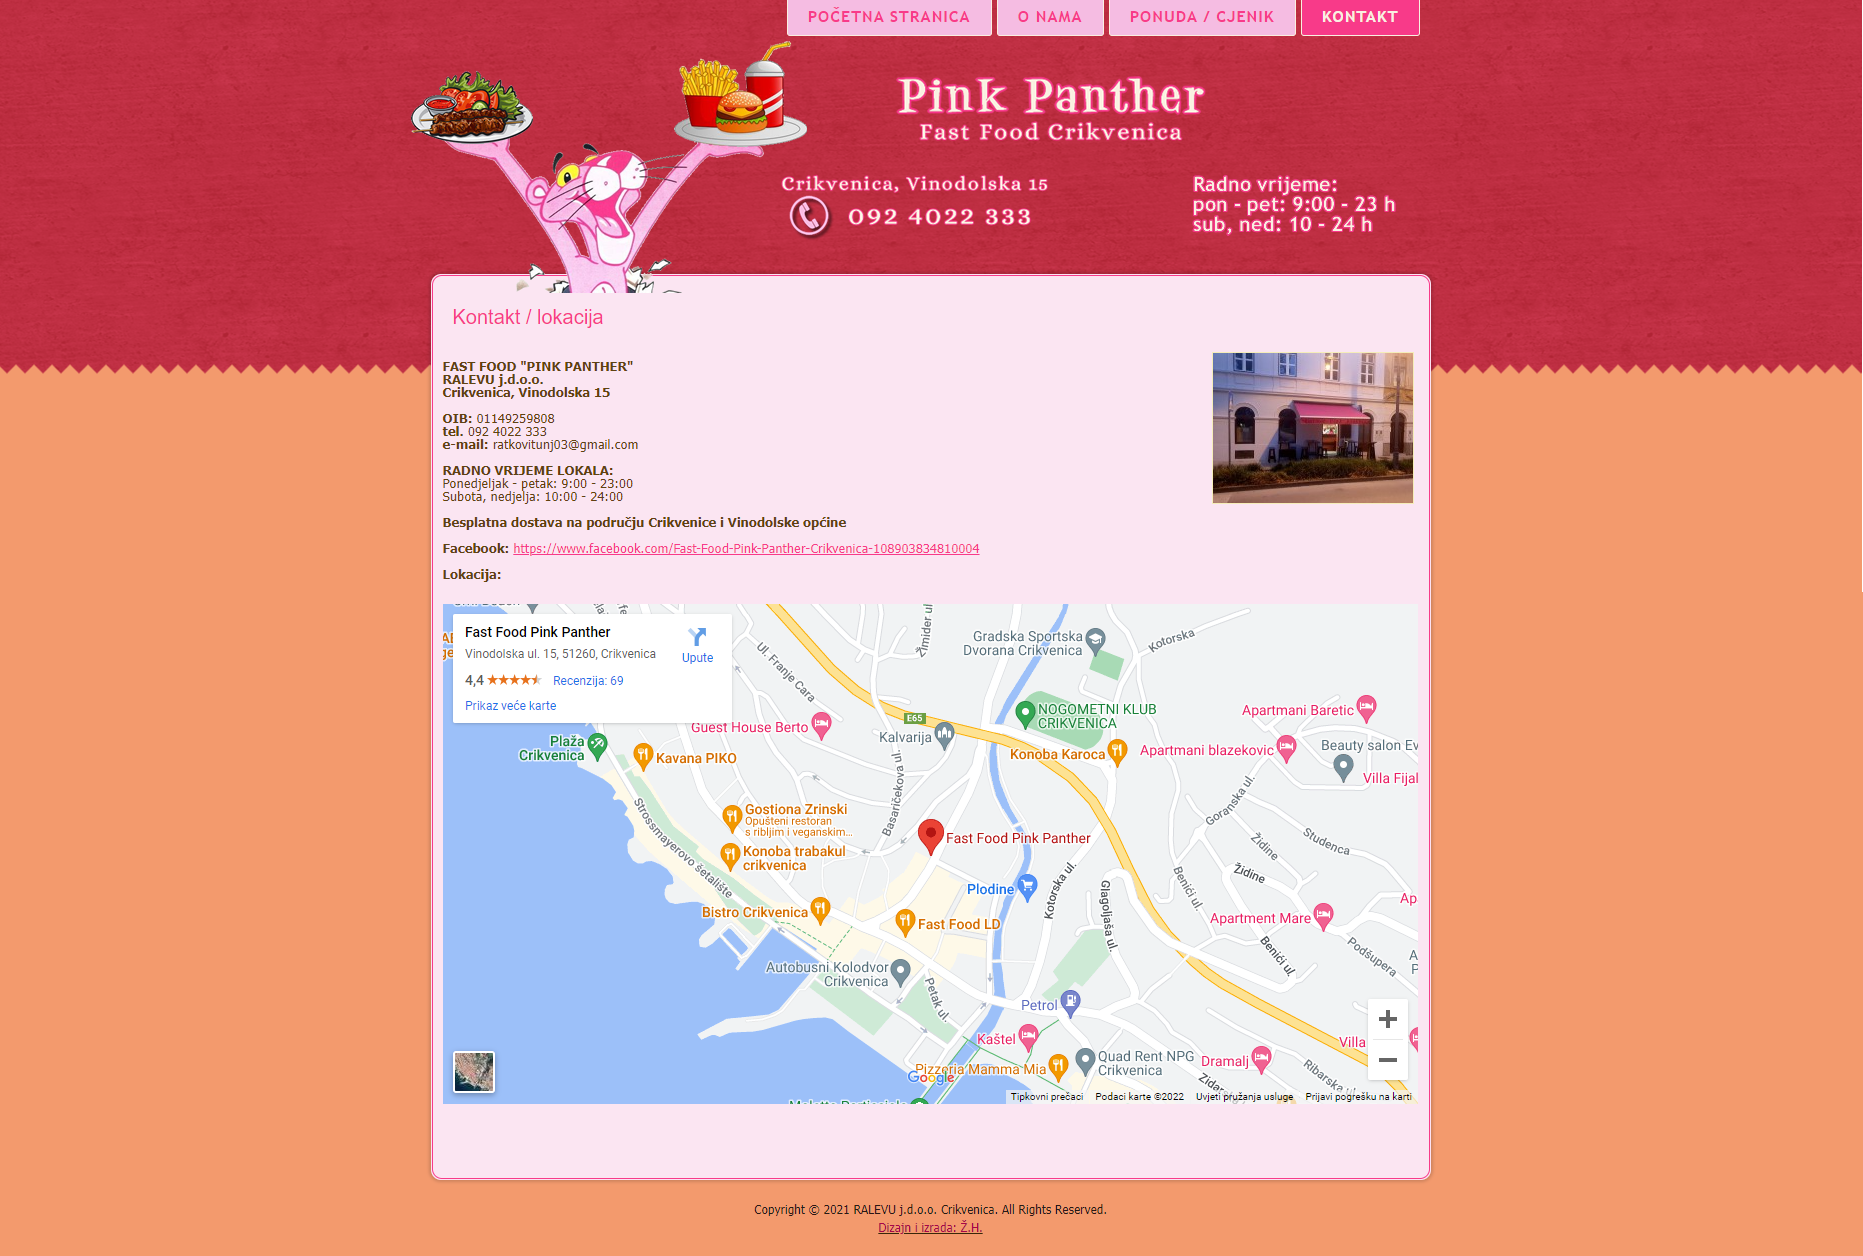 POČETNA STRANICA
O NAMA
PONUDA / CJENIK
KONTAKT
Pink Panther
Fast Food Crikvenica
Crikvenica, Vinodolska 15
092 4022 333
Radno vrijeme:
pon - pet: 9:00 - 23 h
sub, ned: 10 - 24 h
Kontakt / lokacija
FAST FOOD "PINK PANTHER"
RALEVU j.d.o.o.
Crikvenica, Vinodolska 15
OIB: 01149259808
tel. 092 4022 333
e-mail: ratkovitunj03@gmail.com
RADNO VRIJEME LOKALA:
Ponedjeljak - petak: 9:00 - 23:00
Subota, nedjelja: 10:00 - 24:00
Besplatna dostava na području Crikvenice i Vinodolske općine
Facebook: https://www.facebook.com/Fast-Food-Pink-Panther-Crikvenica-108903834810004
Lokacija:
Fast Food Pink Panther
Vinodolska ul. 15, 51260, Crikvenica
Upute
4,4
Recenzija: 69
Prikaz veće karte
Žmider ul
Ul. Franje Cara
Gradska Sportska
Dvorana Crikvenica
Kotorska
E65
NOGOMETNI KLUB
CRIKVENICA
Apartmani Baretic
Guest House Berto
Kalvarija
Plaža
Crikvenica
Kavana PIKO
Konoba Karoca
Apartmani blazekovic
Beauty salon Ev
Villa Fijal
Goranska ul.
Strossmayerovo šetalište
Basaričekova ul.
Gostiona Zrinski
Opušteni restoran
s ribljim i veganskim...
Konoba trabakul
crikvenica
Fast Food Pink Panther
Židine
Studenca
Židine
Plodine
Kotorska ul.
Glagoljaša ul.
Benići ul.
Ap
Bistro Crikvenica
Fast Food LD
Apartment Mare
Benići ul.
Podšupera
A
P
Autobusni Kolodvor
Crikvenica
Petak ul.
Petrol
Kaštel
Villa
Quad Rent NPG
Crikvenica
Dramalj
Pizzeria Mamma Mia
Google
Zidar
Ribarska ul.
Tipkovni prečaci
Podaci karte ©2022
Uvjeti pružanja usluge
Prijavi pogrešku na karti
Copyright © 2021 RALEVU j.d.o.o. Crikvenica. All Rights Reserved.
Dizajn i izrada: Ž.H.